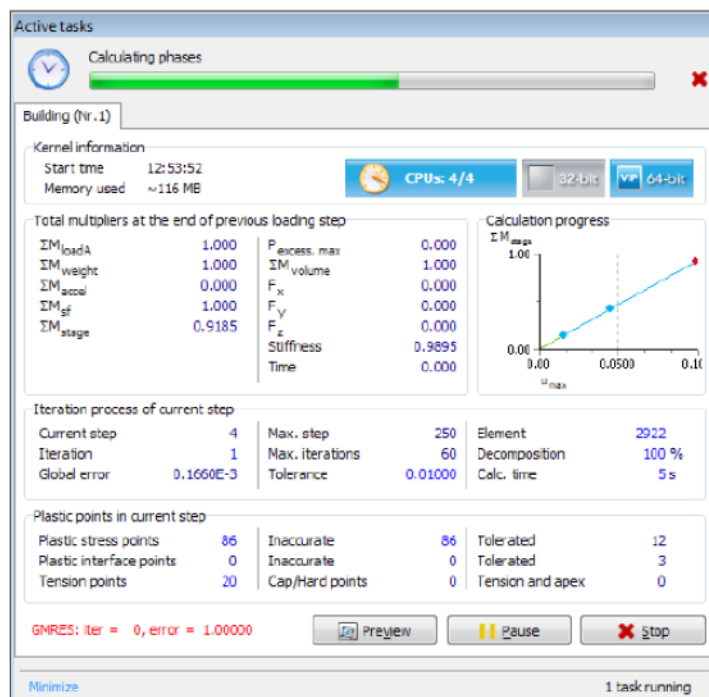 Active tasks
Calculating phases
Building (Nr.1)
Kernel information
Start time 12:53:52
Memory used ~116 MB
CPUs: 4/4
32-bit
VIP 64-bit
Total multipliers at the end of previous loading step
ΣMloadA 1.000 Pexcess, max 0.000
ΣMweight 1.000 ΣMvolume 1.000
ΣMaccel 0.000 Fx 0.000
ΣMsf 1.000 Fy 0.000
ΣMstage 0.9185 Fz 0.000
Stiffness 0.9895
Time 0.000
Calculation progress
ΣMstage
1.00
0.00
0.00 0.0500 0.10
umax
Iteration process of current step
Current step 4 Max. step 250 Element 2922
Iteration 1 Max. iterations 60 Decomposition 100 %
Global error 0.1660E-3 Tolerance 0.01000 Calc. time 5 s
Plastic points in current step
Plastic stress points 86 Inaccurate 86 Tolerated 12
Plastic interface points 0 Inaccurate 0 Tolerated 3
Tension points 20 Cap/Hard points 0 Tension and apex 0
GMRES: iter = 0, error = 1.00000
Preview
Pause
Stop
Minimize 1 task running